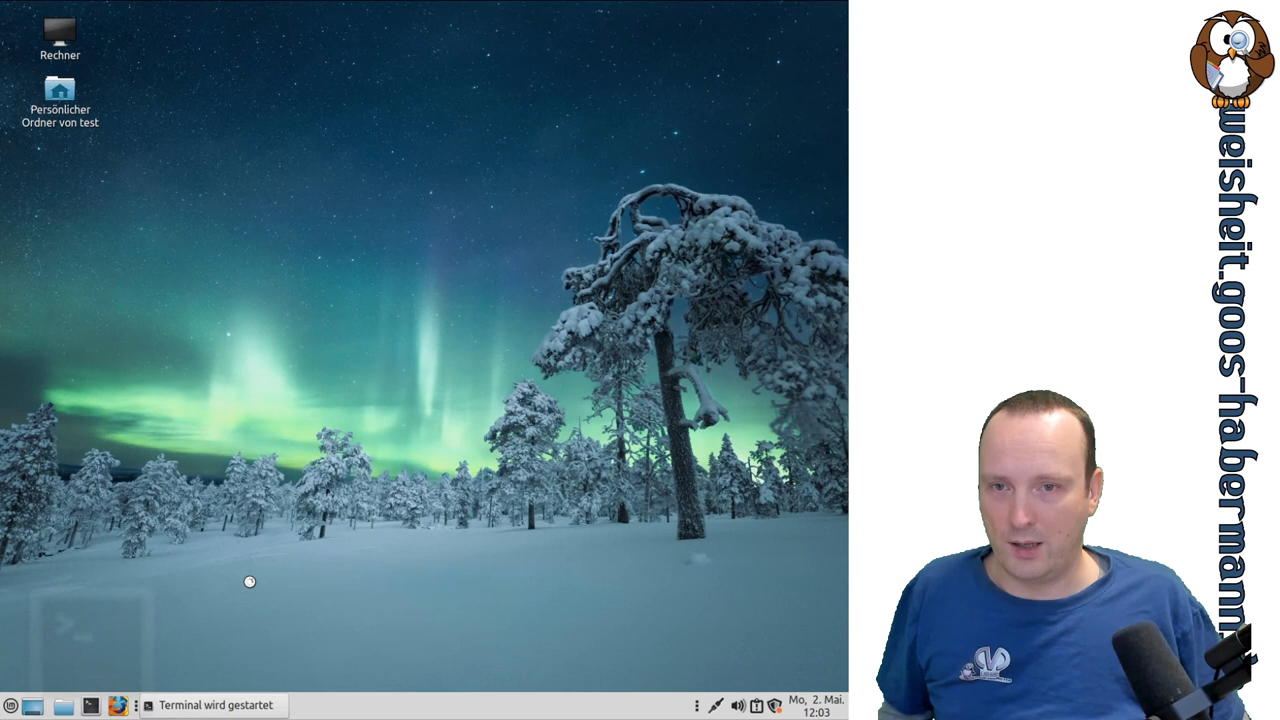 Rechner
Persönlicher
Ordner von test
Terminal wird gestartet
Mo, 2. Mai.
12:03
weisheit.goos-habermann